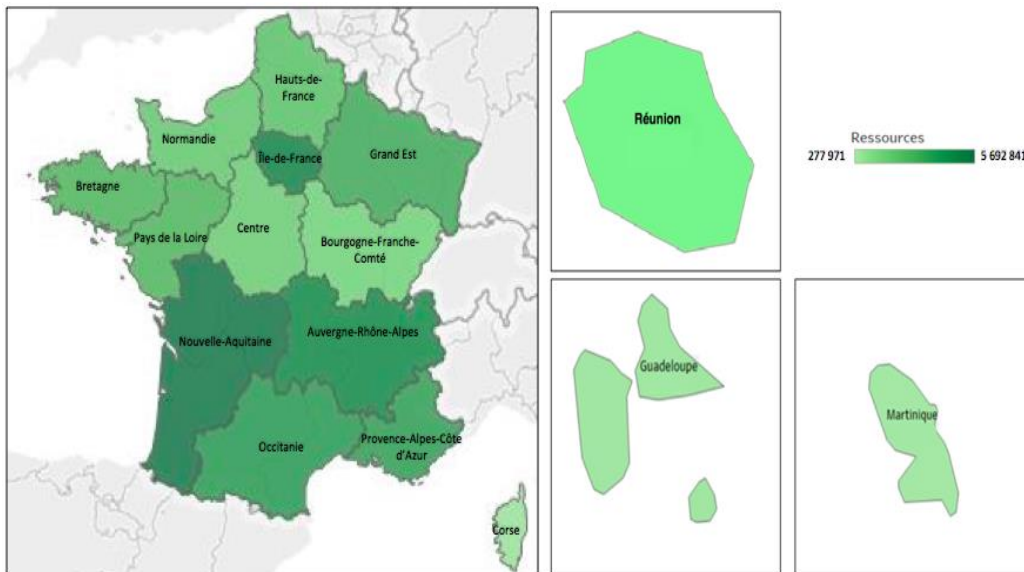 Hauts-de-
France
Normandie
Île-de-France
Grand Est
Bretagne
Pays de la Loire
Centre
Bourgogne-Franche-
Comté
Nouvelle-Aquitaine
Auvergne-Rhône-Alpes
Occitanie
Provence-Alpes-Côte
d'Azur
Corse
Réunion
Ressources
277 971 5 692 841
Guadeloupe
Martinique